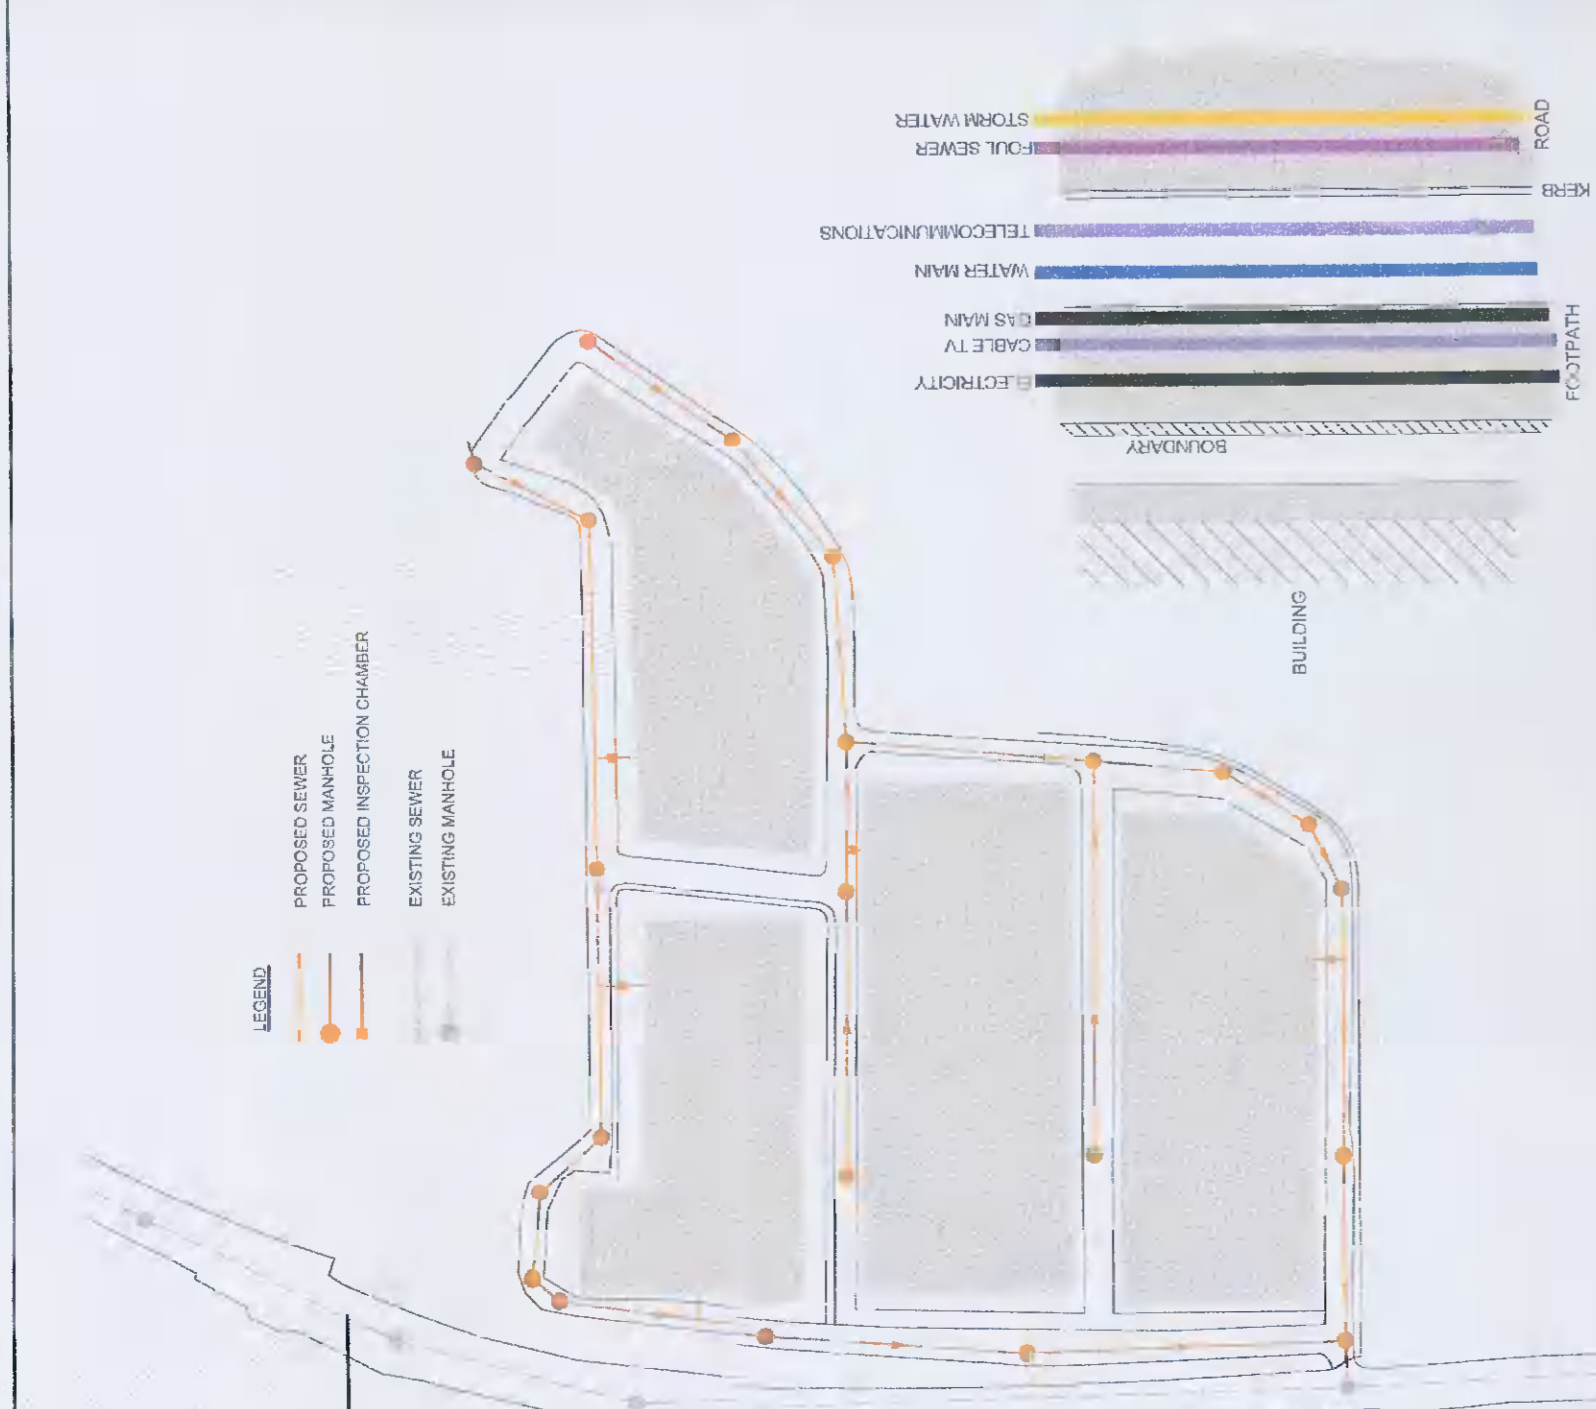 STORM WATER
FOUL SEWER
ROAD
KERB
TELECOMMUNICATIONS
WATER MAIN
GAS MAIN
CABLE TV
ELECTRICITY
FOOTPATH
BOUNDARY
BUILDING
LEGEND
PROPOSED SEWER
PROPOSED MANHOLE
PROPOSED INSPECTION CHAMBER
EXISTING SEWER
EXISTING MANHOLE